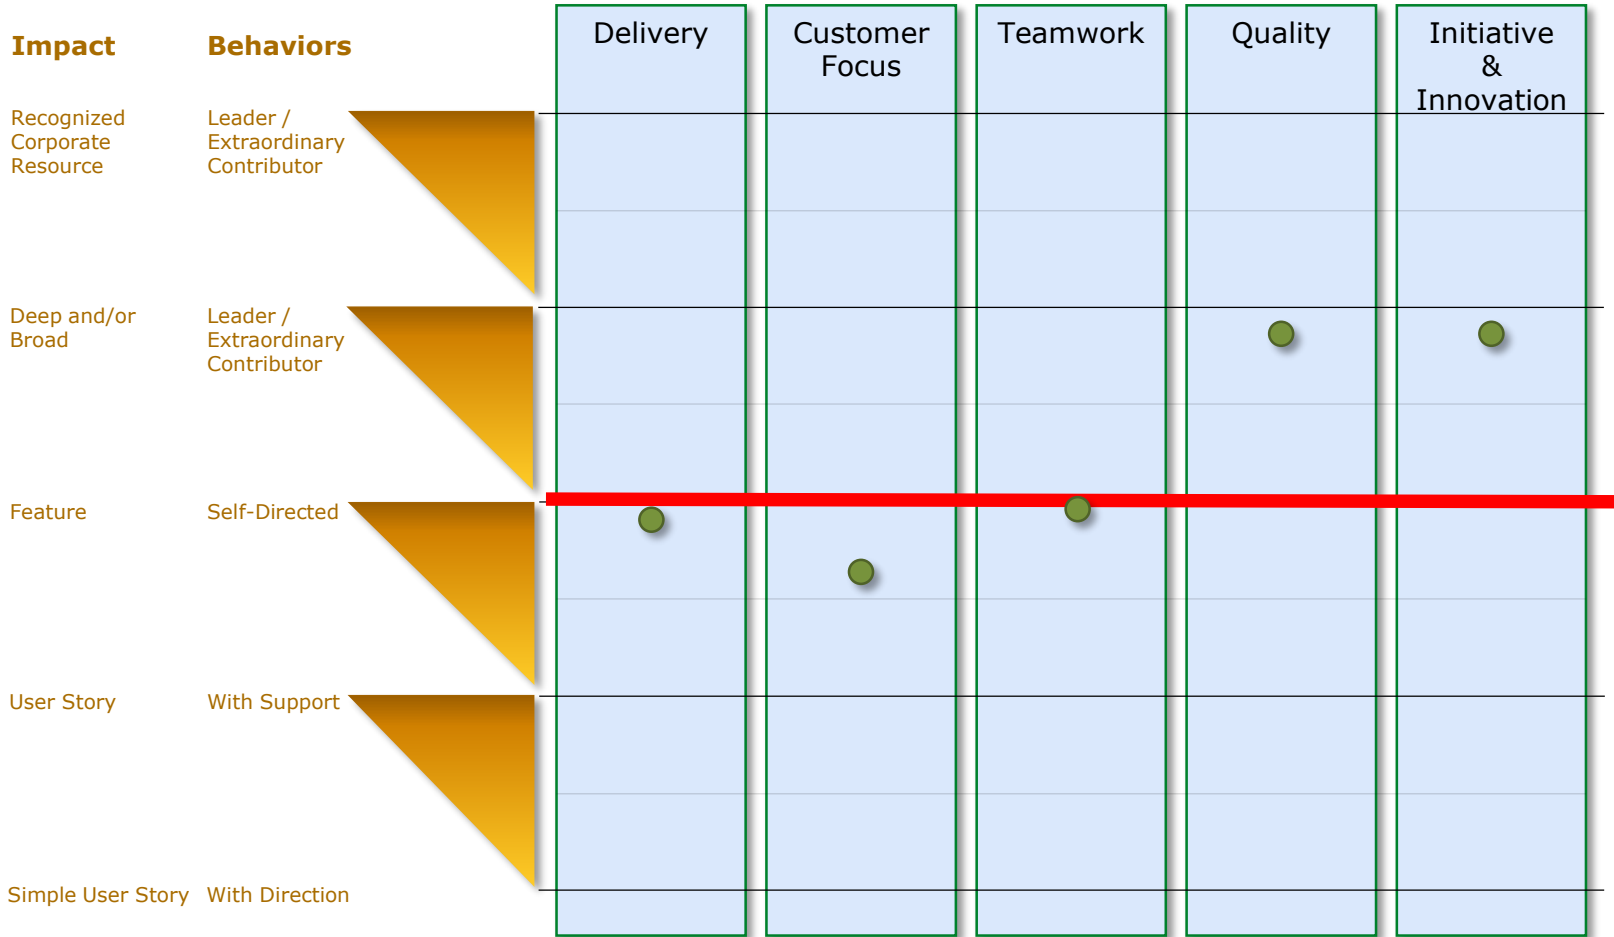 Impact
Behaviors
Delivery
Customer
Focus
Teamwork
Quality
Initiative
&
Innovation
Recognized
Corporate
Resource
Leader /
Extraordinary
Contributor
Deep and/or
Broad
Leader /
Extraordinary
Contributor
Feature
Self-Directed
User Story
With Support
Simple User Story
With Direction